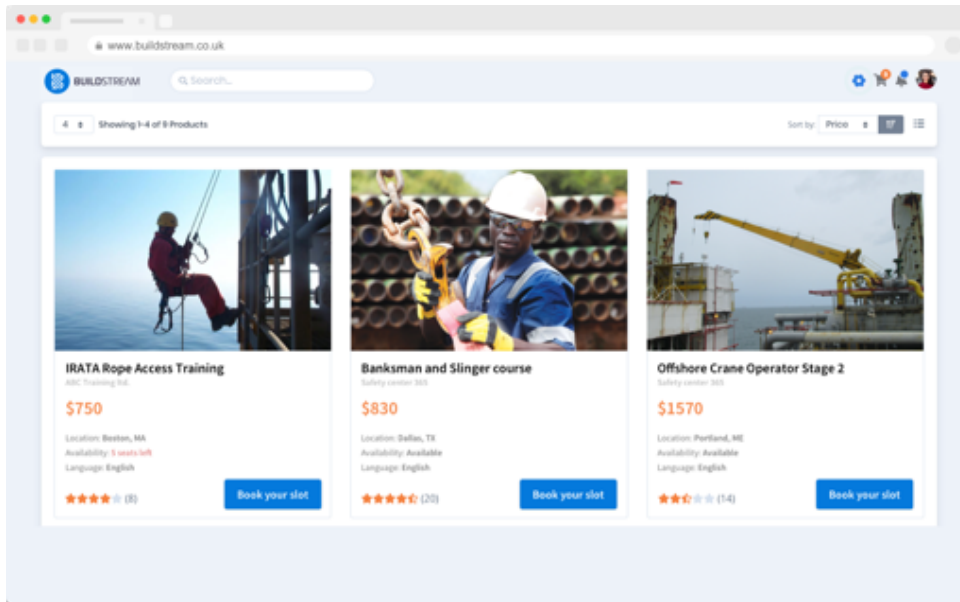 www.buildstream.co.uk
BUILDSTREAM
Search...
4 Showing 1-4 of 9 Products
Sort by: Price
IRATA Rope Access Training
ABC Training ltd.
$750
Location: Boston, MA
Availability: 5 seats left
Language: English
(8)
Book your slot
Banksman and Slinger course
Safety center 365
$830
Location: Dallas, TX
Availability: Available
Language: English
(20)
Book your slot
Offshore Crane Operator Stage 2
Safety center 365
$1570
Location: Portland, ME
Availability: Available
Language: English
(14)
Book your slot